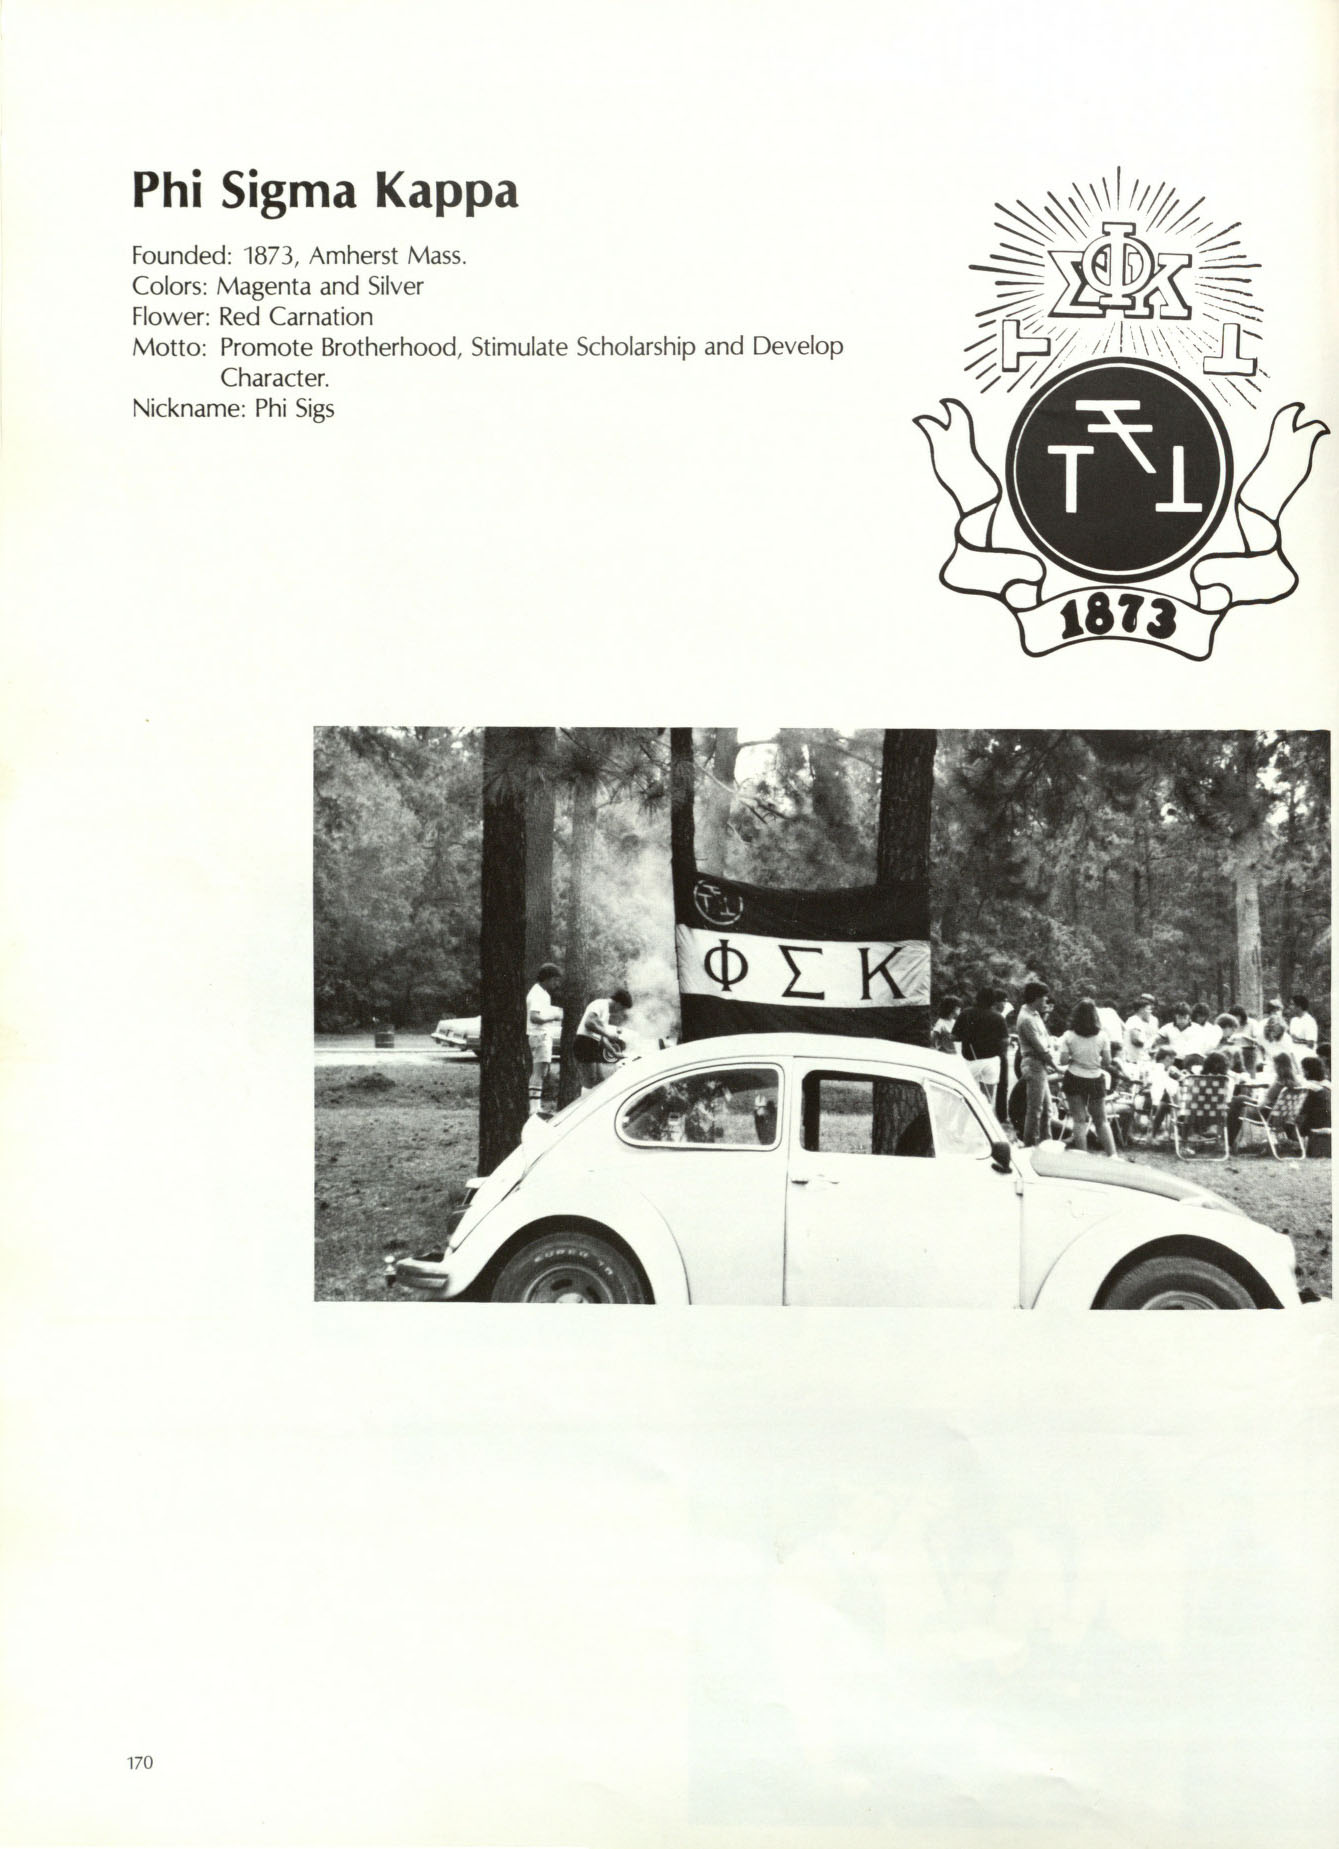 Phi Sigma Kappa
Founded: 1873, Amherst Mass.
Colors: Magenta and Silver
Flower: Red Carnation
Motto: Promote Brotherhood, Stimulate Scholarship and Develop
Character.
Nickname: Phi Sigs
ΣΦΚ
T T
T T
1873
ΦΣΚ
170